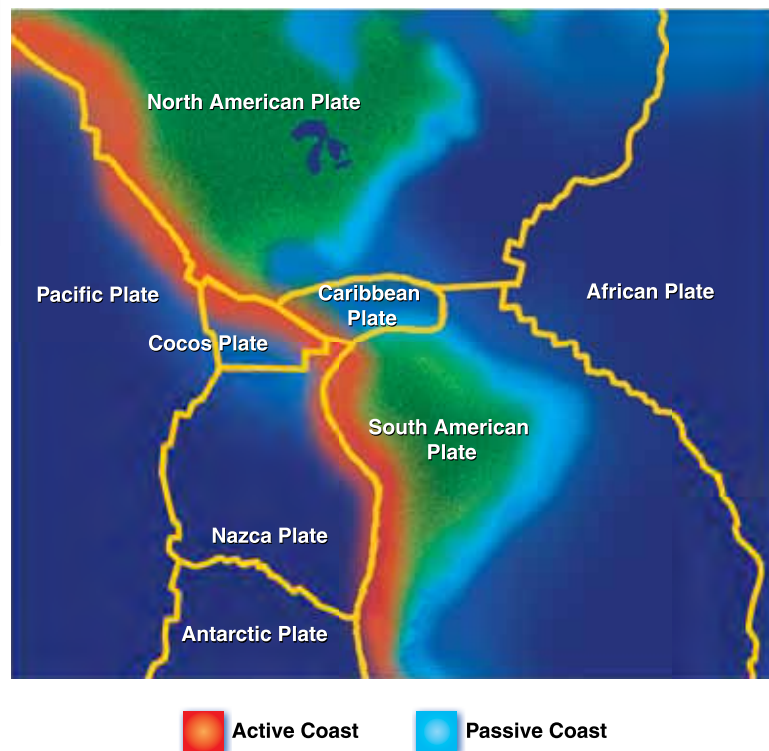 North American Plate
Pacific Plate
Caribbean
Plate
African Plate
Cocos Plate
South American
Plate
Nazca Plate
Antarctic Plate
Active Coast
Passive Coast